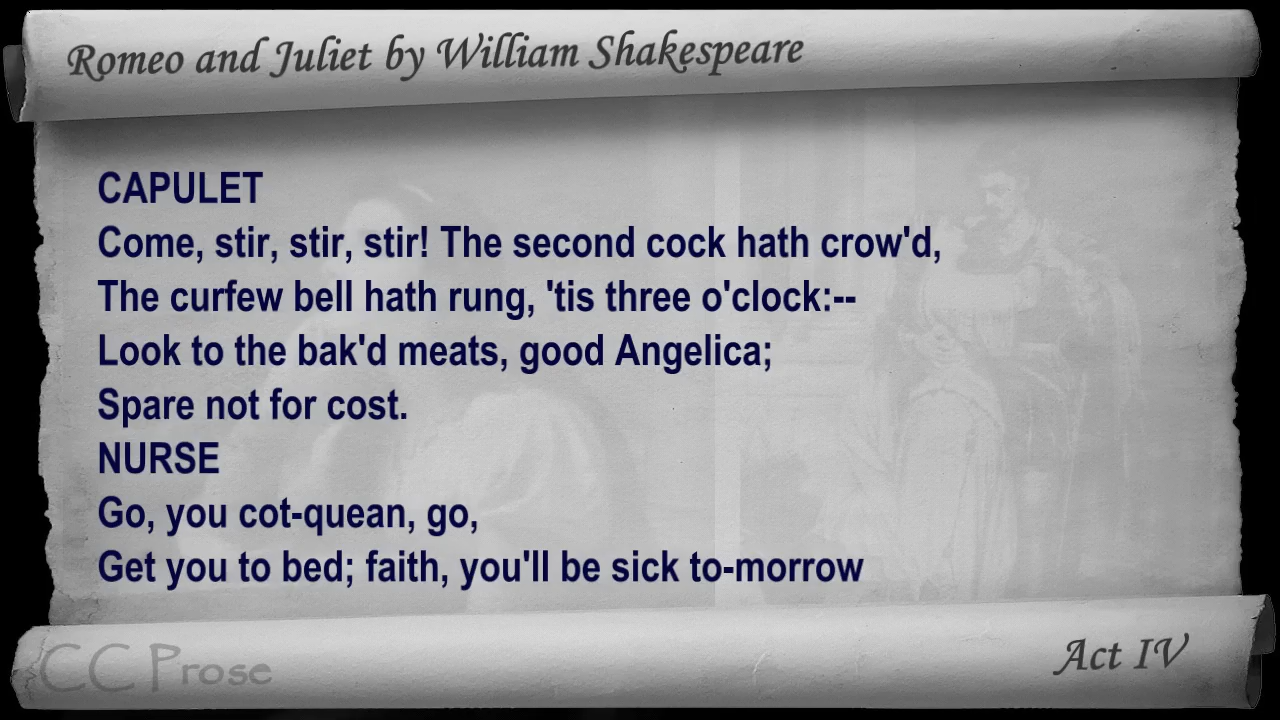 Romeo and Juliet by William Shakespeare
CAPULET
Come, stir, stir, stir! The second cock hath crow'd,
The curfew bell hath rung, 'tis three o'clock:--
Look to the bak'd meats, good Angelica;
Spare not for cost.
NURSE
Go, you cot-quean, go,
Get you to bed; faith, you'll be sick to-morrow
CC Prose
Act IV